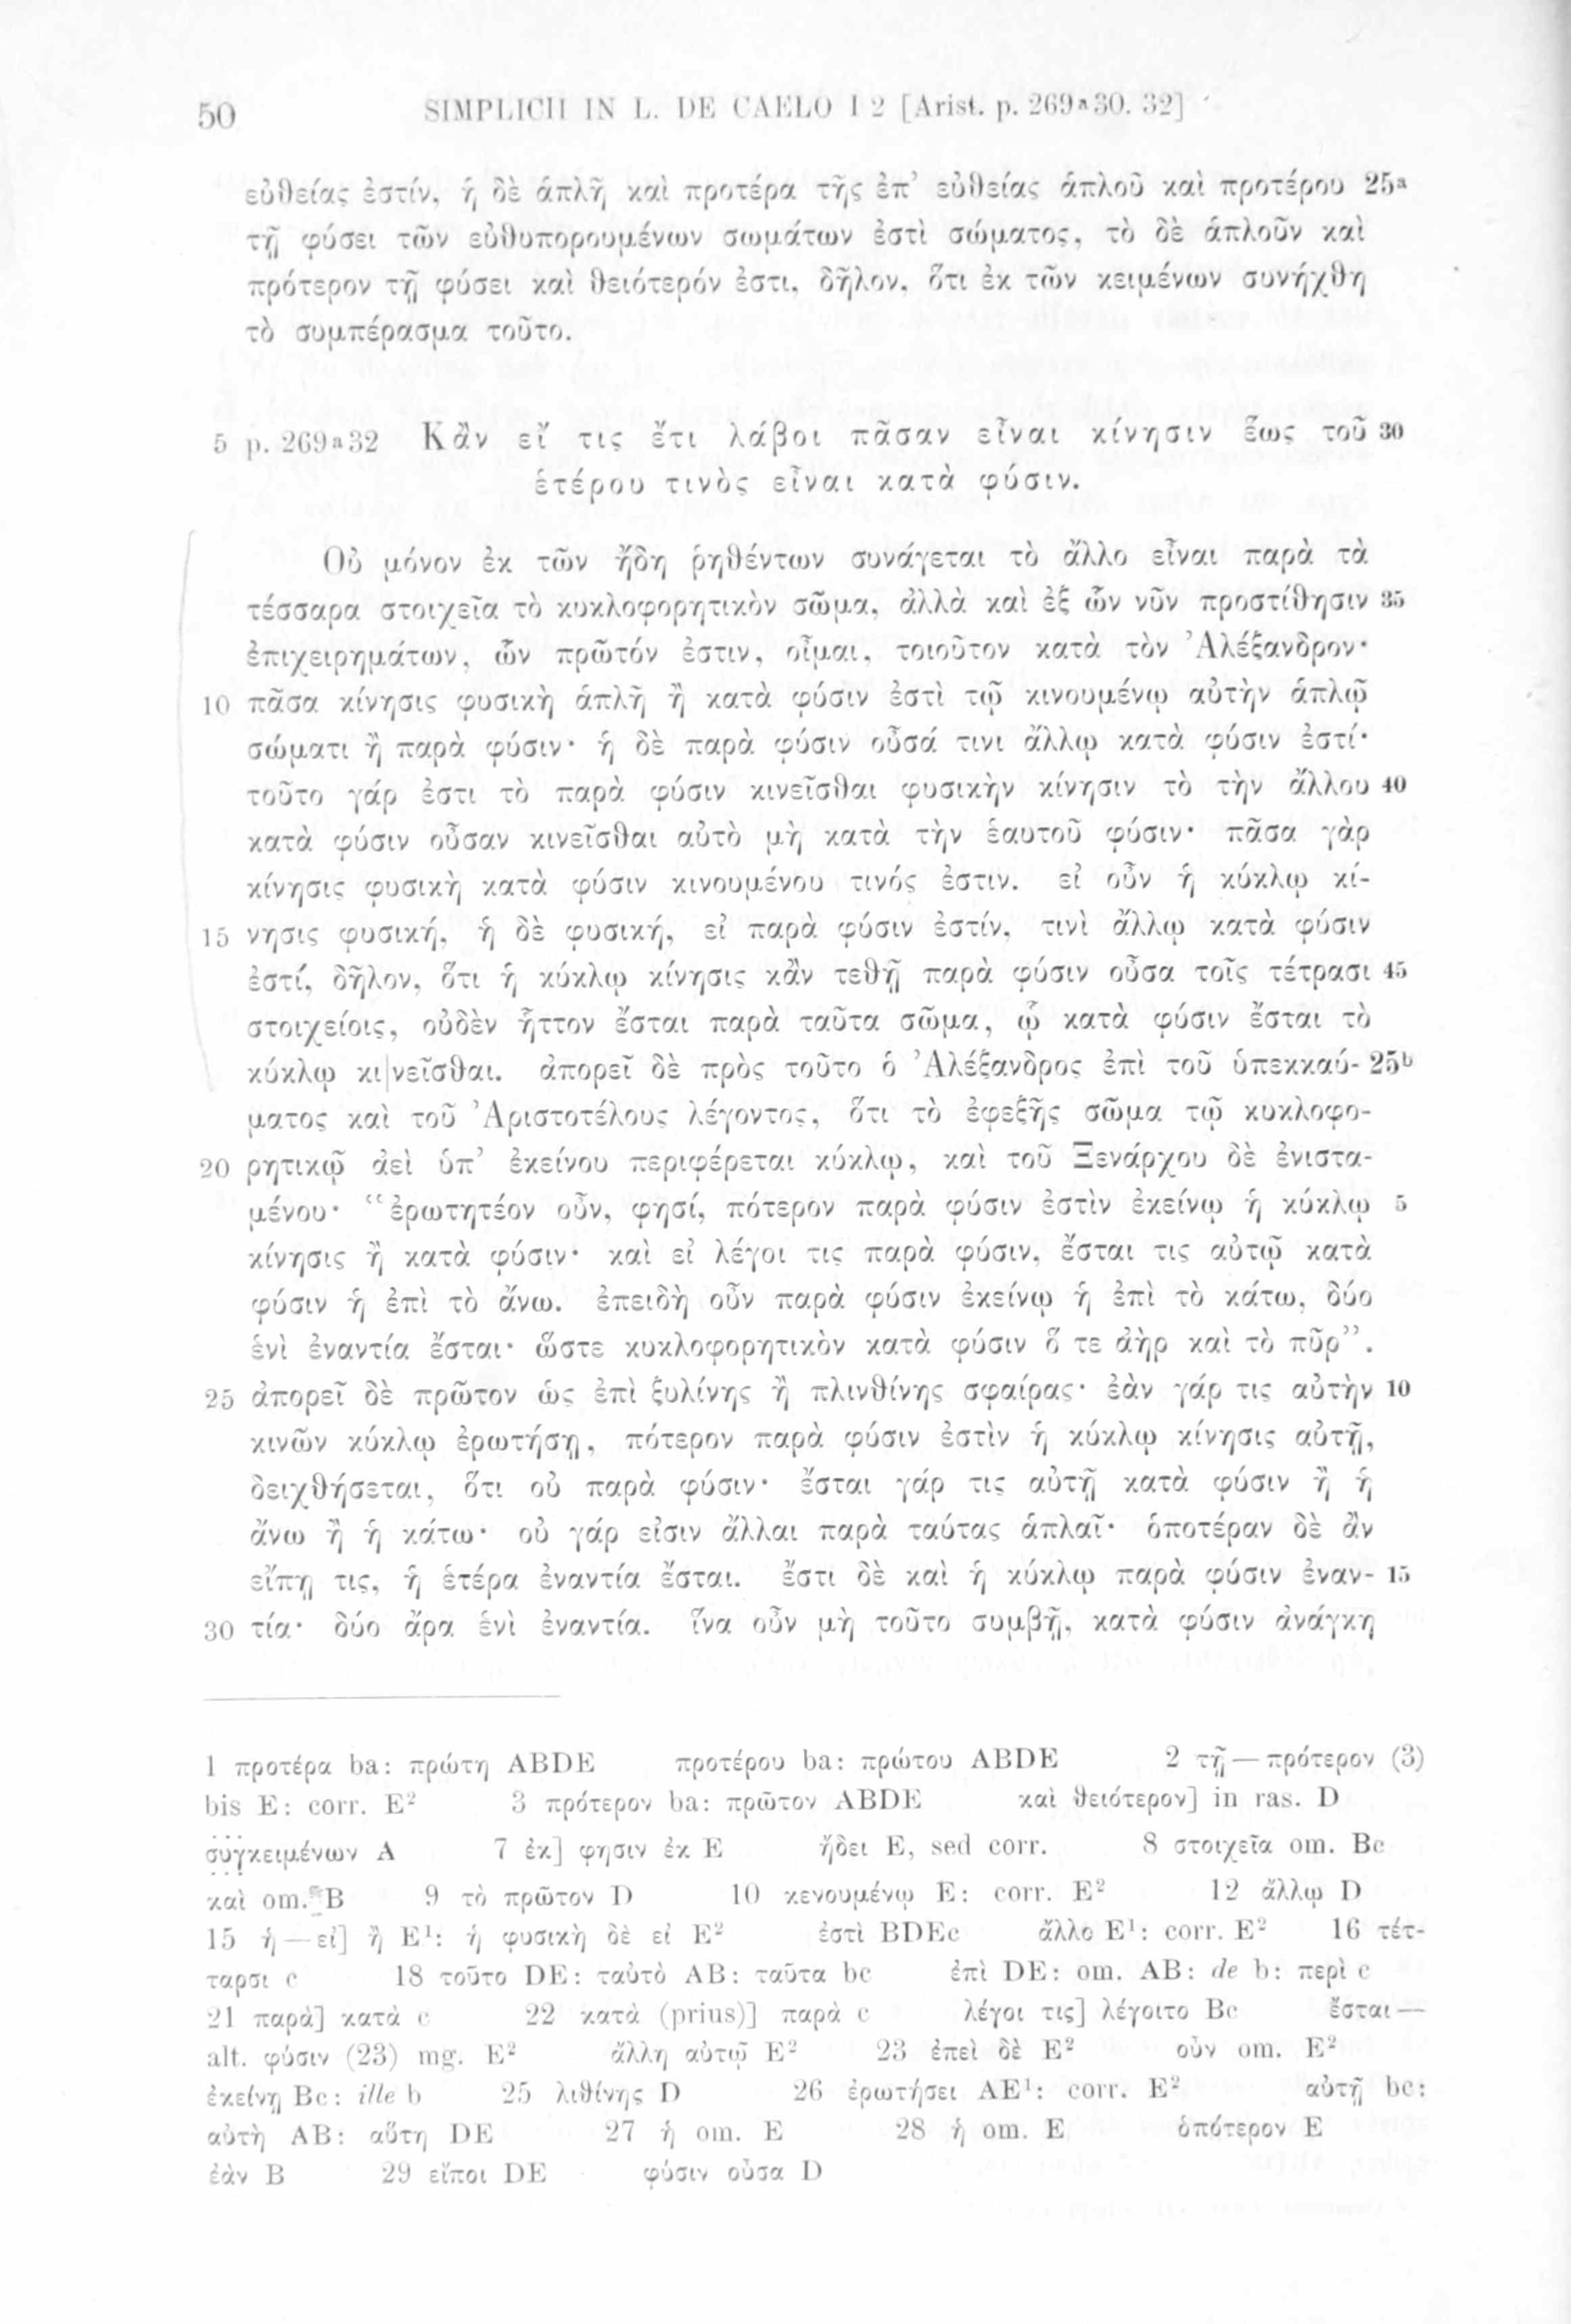 50 SIMPLICII IN L. DE CAELO I 2 [Arist. p. 269ᵃ30. 32]
εὐθείας ἐστίν, ἡ δὲ ἁπλῆ καὶ προτέρα τῆς ἐπ’ εὐθείας ἁπλοῦ καὶ προτέρου 25ᵃ
τῇ φύσει τῶν εὐθυπορουμένων σωμάτων ἐστὶ σώματος, τὸ δὲ ἁπλοῦν καὶ
πρότερον τῇ φύσει καὶ θειότερόν ἐστι, δῆλον, ὅτι ἐκ τῶν κειμένων συνήχθη
τὸ συμπέρασμα τοῦτο.
5 p. 269ᵃ32 Κἂν εἴ τις ἔτι λάβοι πᾶσαν εἶναι κίνησιν ἕως τοῦ 30
ἑτέρου τινὸς εἶναι κατὰ φύσιν.
Οὐ μόνον ἐκ τῶν ἤδη ῥηθέντων συνάγεται τὸ ἄλλο εἶναι παρὰ τὰ
τέσσαρα στοιχεῖα τὸ κυκλοφορητικὸν σῶμα, ἀλλὰ καὶ ἐξ ὧν νῦν προστίθησιν 35
ἐπιχειρημάτων, ὧν πρῶτόν ἐστιν, οἶμαι, τοιοῦτον κατὰ τὸν Ἀλέξανδρον·
10 πᾶσα κίνησις φυσικὴ ἁπλῆ ἢ κατὰ φύσιν ἐστὶ τῷ κινουμένῳ αὐτὴν ἁπλῷ
σώματι ἢ παρὰ φύσιν· ἡ δὲ παρὰ φύσιν οὖσά τινι ἄλλῳ κατὰ φύσιν ἐστί·
τοῦτο γάρ ἐστι τὸ παρὰ φύσιν κινεῖσθαι φυσικὴν κίνησιν τὸ τὴν ἄλλου 40
κατὰ φύσιν οὖσαν κινεῖσθαι αὐτὸ μὴ κατὰ τὴν ἑαυτοῦ φύσιν· πᾶσα γὰρ
κίνησις φυσικὴ κατὰ φύσιν κινουμένου τινός ἐστιν. εἰ οὖν ἡ κύκλῳ κί-
15 νησις φυσική, ἡ δὲ φυσική, εἰ παρὰ φύσιν ἐστίν, τινὶ ἄλλῳ κατὰ φύσιν
ἐστί, δῆλον, ὅτι ἡ κύκλῳ κίνησις κἂν τεθῇ παρὰ φύσιν οὖσα τοῖς τέτρασι 45
στοιχείοις, οὐδὲν ἧττον ἔσται παρὰ ταῦτα σῶμα, ᾧ κατὰ φύσιν ἔσται τὸ
κύκλῳ κι|νεῖσθαι. ἀπορεῖ δὲ πρὸς τοῦτο ὁ Ἀλέξανδρος ἐπὶ τοῦ ὑπεκκαύ- 25ᵇ
ματος καὶ τοῦ Ἀριστοτέλους λέγοντος, ὅτι τὸ ἐφεξῆς σῶμα τῷ κυκλοφο-
20 ρητικῷ ἀεὶ ὑπ’ ἐκείνου περιφέρεται κύκλῳ, καὶ τοῦ Ξενάρχου δὲ ἐνιστα-
μένου· “ἐρωτητέον οὖν, φησί, πότερον παρὰ φύσιν ἐστὶν ἐκείνῳ ἡ κύκλῳ 5
κίνησις ἢ κατὰ φύσιν· καὶ εἰ λέγοι τις παρὰ φύσιν, ἔσται τις αὐτῷ κατὰ
φύσιν ἡ ἐπὶ τὸ ἄνω. ἐπειδὴ οὖν παρὰ φύσιν ἐκείνῳ ἡ ἐπὶ τὸ κάτω, δύο
ἑνὶ ἐναντία ἔσται· ὥστε κυκλοφορητικὸν κατὰ φύσιν ὅ τε ἀὴρ καὶ τὸ πῦρ”.
25 ἀπορεῖ δὲ πρῶτον ὡς ἐπὶ ξυλίνης ἢ πλινθίνης σφαίρας· ἐὰν γάρ τις αὐτὴν 10
κινῶν κύκλῳ ἐρωτήσῃ, πότερον παρὰ φύσιν ἐστὶν ἡ κύκλῳ κίνησις αὐτῇ,
δειχθήσεται, ὅτι οὐ παρὰ φύσιν· ἔσται γάρ τις αὐτῇ κατὰ φύσιν ἢ ἡ
ἄνω ἢ ἡ κάτω· οὐ γάρ εἰσιν ἄλλαι παρὰ ταύτας ἁπλαῖ· ὁποτέραν δὲ ἂν
εἴπῃ τις, ἡ ἑτέρα ἐναντία ἔσται. ἔστι δὲ καὶ ἡ κύκλῳ παρὰ φύσιν ἐναν- 15
30 τία· δύο ἄρα ἑνὶ ἐναντία. ἵνα οὖν μὴ τοῦτο συμβῇ, κατὰ φύσιν ἀνάγκη
1 προτέρα ba: πρώτη ABDE προτέρου ba: πρώτου ABDE 2 τῇ — πρότερον (3)
bis E: corr. E² 3 πρότερον ba: πρῶτον ABDE καὶ θειότερον] in ras. D
συγκειμένων A 7 ἐκ] φησιν ἐκ E ᾔδει E, sed corr. 8 στοιχεῖα om. Bc
καὶ om. B 9 τὸ πρῶτον D 10 κενουμένῳ E: corr. E² 12 ἄλλῳ D
15 ἡ — εἰ] ἢ E¹: ἡ φυσικὴ δὲ εἰ E² ἐστὶ BDEc ἄλλο E¹: corr. E² 16 τέτ-
ταρσι c 18 τοῦτο DE: ταὐτὸ AB: ταῦτα bc ἐπὶ DE: om. AB: de b: περὶ c
21 παρὰ] κατὰ c 22 κατὰ (prius)] παρὰ c λέγοι τις] λέγοιτο Bc ἔσται —
alt. φύσιν (23) mg. E² ἄλλη αὐτῷ E² 23 ἐπεὶ δὲ E² οὖν om. E²
ἐκείνῃ Bc: ille b 25 λιθίνης D 26 ἐρωτήσει AE¹: corr. E² αὐτῇ bc:
αὐτὴ AB: αὕτη DE 27 ἡ om. E 28 ἡ om. E ὁπότερον E
ἐὰν B 29 εἴποι DE φύσιν οὖσα D